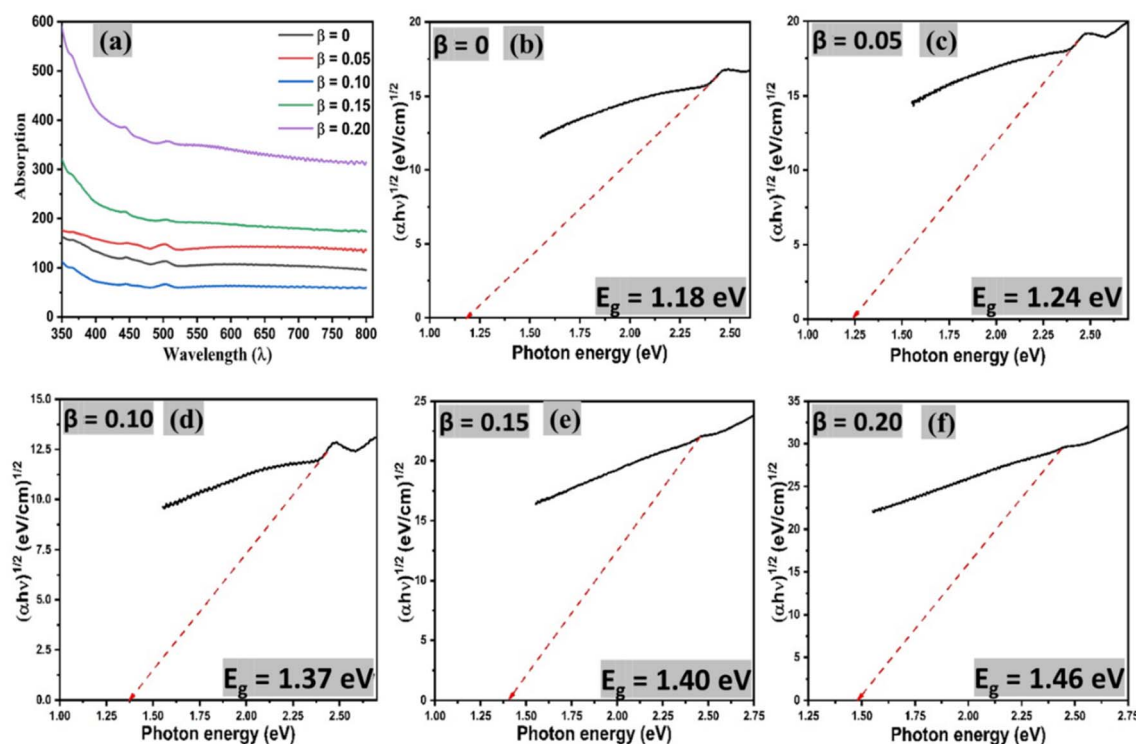 (a)
β = 0
β = 0.05
β = 0.10
β = 0.15
β = 0.20
600
500
400
300
200
100
0
Absorption
350 400 450 500 550 600 650 700 750 800
Wavelength (λ)
β = 0 (b)
20
15
10
5
0
(αhν)^1/2 (eV/cm)^1/2
E_g = 1.18 eV
1.00 1.25 1.50 1.75 2.00 2.25 2.50
Photon energy (eV)
β = 0.05 (c)
20
15
10
5
0
(αhν)^1/2 (eV/cm)^1/2
E_g = 1.24 eV
1.00 1.25 1.50 1.75 2.00 2.25 2.50
Photon energy (eV)
β = 0.10 (d)
15.0
12.5
10.0
7.5
5.0
2.5
0.0
(αhν)^1/2 (eV/cm)^1/2
E_g = 1.37 eV
1.00 1.25 1.50 1.75 2.00 2.25 2.50
Photon energy (eV)
β = 0.15 (e)
25
20
15
10
5
0
(αhν)^1/2 (eV/cm)^1/2
E_g = 1.40 eV
1.00 1.25 1.50 1.75 2.00 2.25 2.50 2.75
Photon energy (eV)
β = 0.20 (f)
35
30
25
20
15
10
5
0
(αhν)^1/2 (eV/cm)^1/2
E_g = 1.46 eV
1.25 1.50 1.75 2.00 2.25 2.50 2.75
Photon energy (eV)